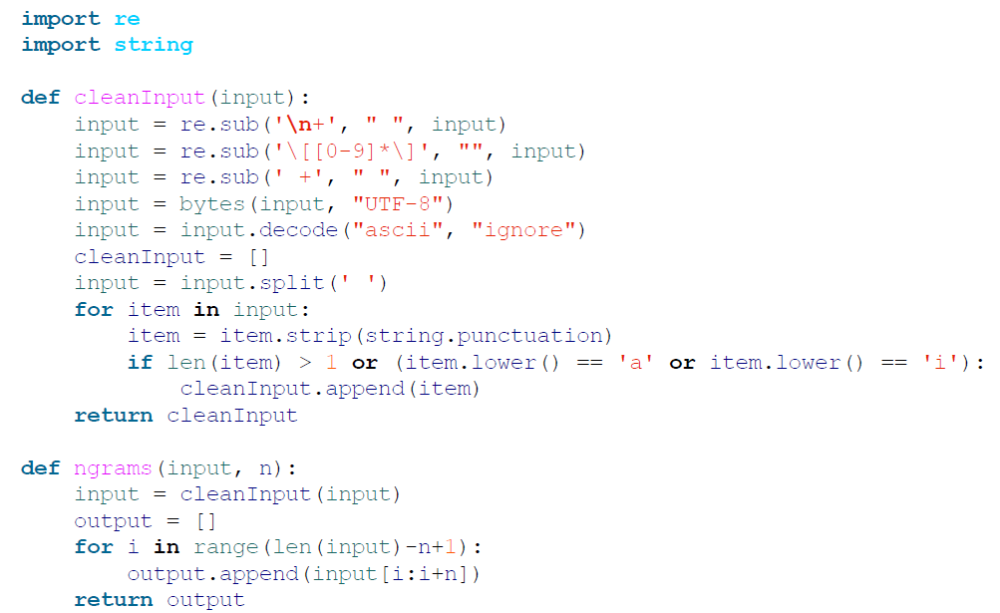 import re
import string

def cleanInput(input):
    input = re.sub('\n+', " ", input)
    input = re.sub('\[[0-9]*\]', "", input)
    input = re.sub(' +', " ", input)
    input = bytes(input, "UTF-8")
    input = input.decode("ascii", "ignore")
    cleanInput = []
    input = input.split(' ')
    for item in input:
        item = item.strip(string.punctuation)
        if len(item) > 1 or (item.lower() == 'a' or item.lower() == 'i'):
            cleanInput.append(item)
    return cleanInput

def ngrams(input, n):
    input = cleanInput(input)
    output = []
    for i in range(len(input)-n+1):
        output.append(input[i:i+n])
    return output